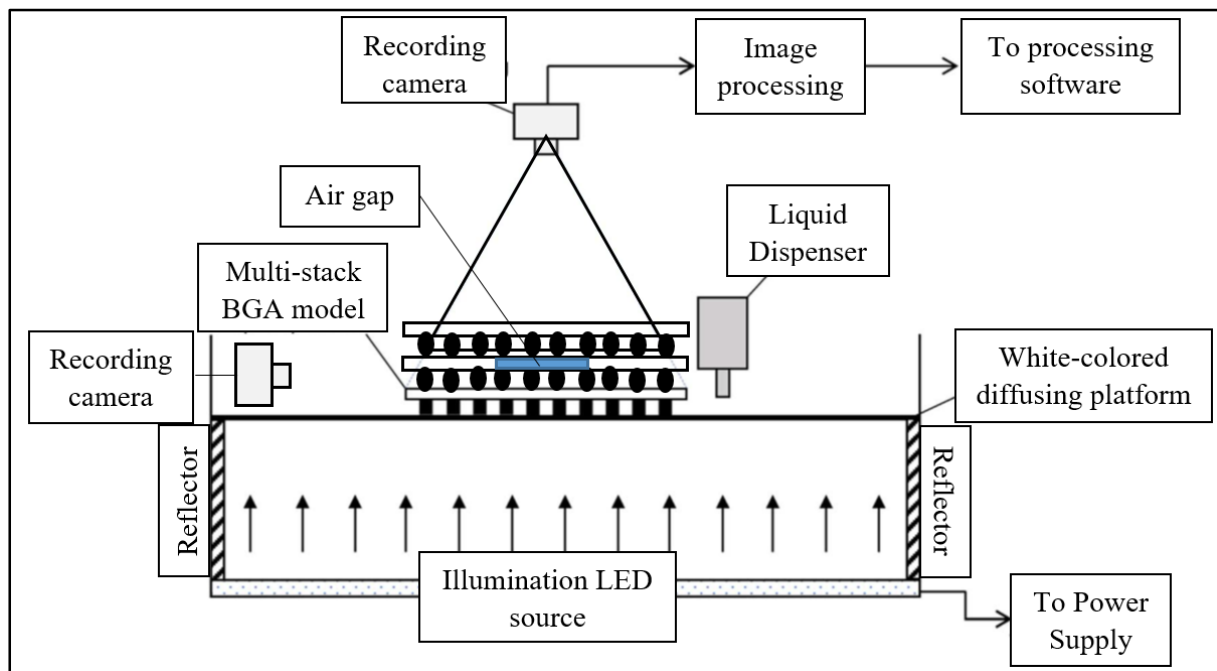 Recording
camera
Image
processing
To processing
software
Air gap
Liquid
Dispenser
Multi-stack
BGA model
Recording
camera
White-colored
diffusing platform
Reflector
Reflector
Illumination LED
source
To Power
Supply